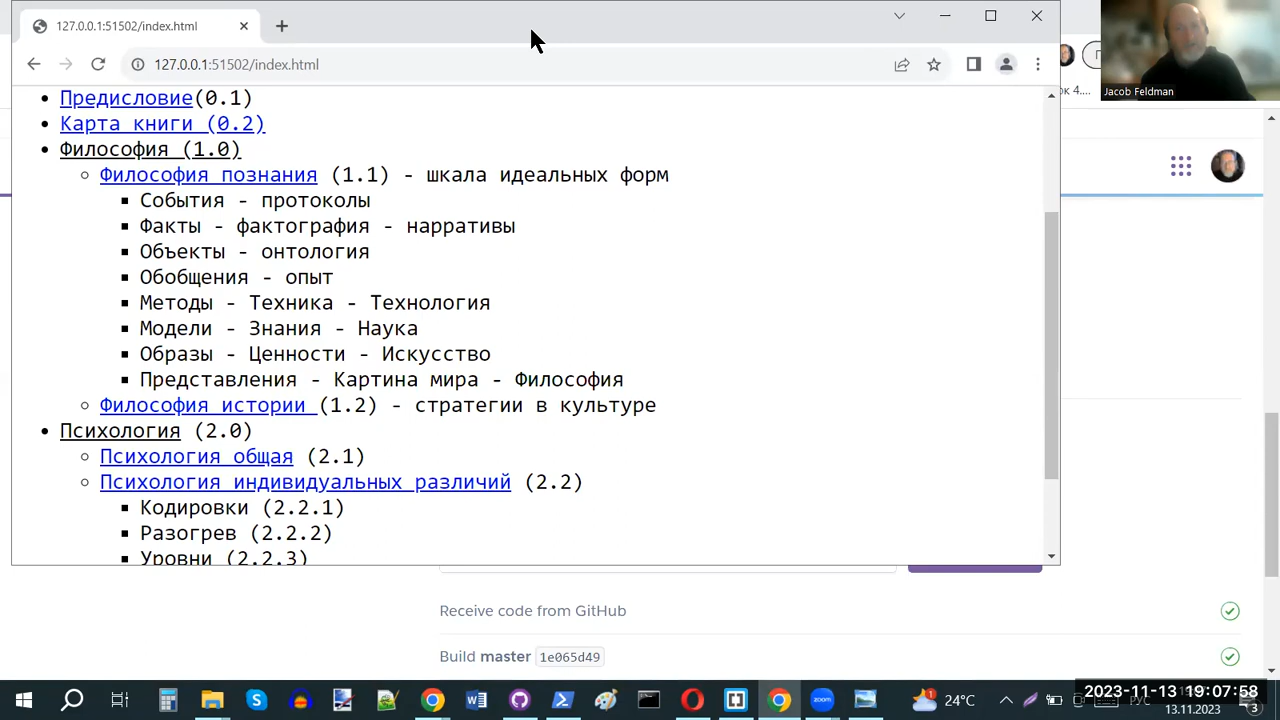 127.0.0.1:51502/index.html
127.0.0.1:51502/index.html
Jacob Feldman
ок 4....
Предисловие(0.1)
Карта книги (0.2)
Философия (1.0)
Философия познания (1.1) - шкала идеальных форм
События - протоколы
Факты - фактография - нарративы
Объекты - онтология
Обобщения - опыт
Методы - Техника - Технология
Модели - Знания - Наука
Образы - Ценности - Искусство
Представления - Картина мира - Философия
Философия истории (1.2) - стратегии в культуре
Психология (2.0)
Психология общая (2.1)
Психология индивидуальных различий (2.2)
Кодировки (2.2.1)
Разогрев (2.2.2)
Уровни (2.2.3)
Receive code from GitHub
Build master 1e065d49
1 24°C РУС 2023-11-13 19:07:58
13.11.2023 3